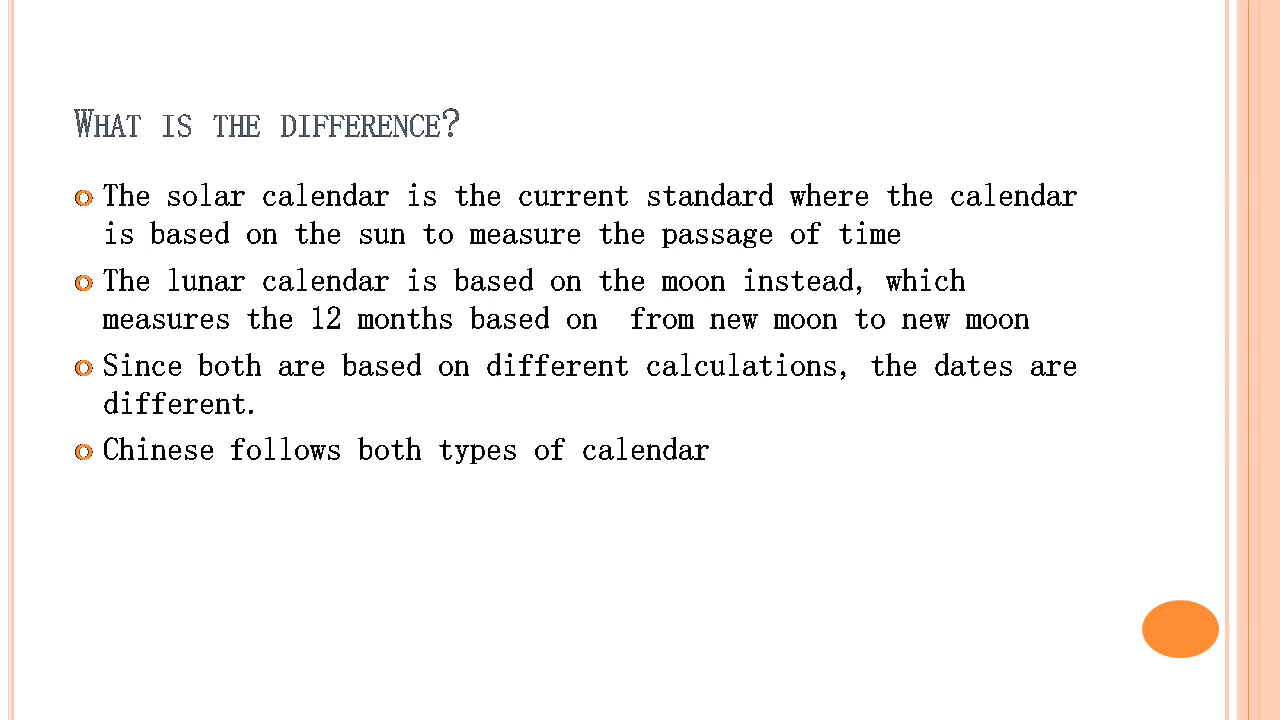 What is the difference?
The solar calendar is the current standard where the calendar
is based on the sun to measure the passage of time
The lunar calendar is based on the moon instead, which
measures the 12 months based on  from new moon to new moon
Since both are based on different calculations, the dates are
different.
Chinese follows both types of calendar